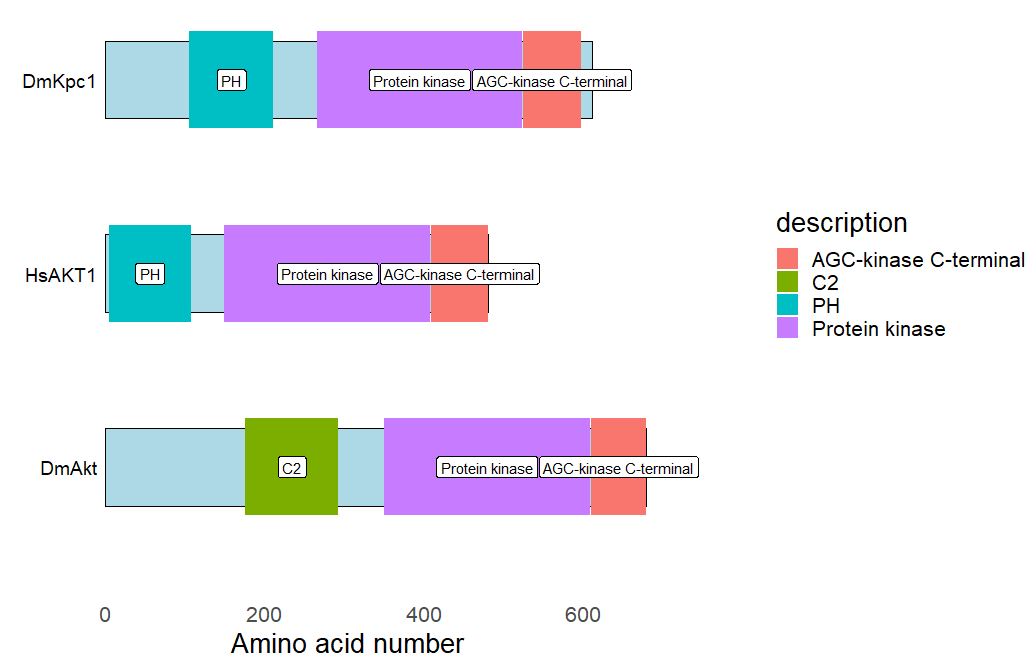 DmKpc1
PH
Protein kinase
AGC-kinase C-terminal
HsAKT1
PH
Protein kinase
AGC-kinase C-terminal
DmAkt
C2
Protein kinase
AGC-kinase C-terminal
0 200 400 600
Amino acid number
description
AGC-kinase C-terminal
C2
PH
Protein kinase